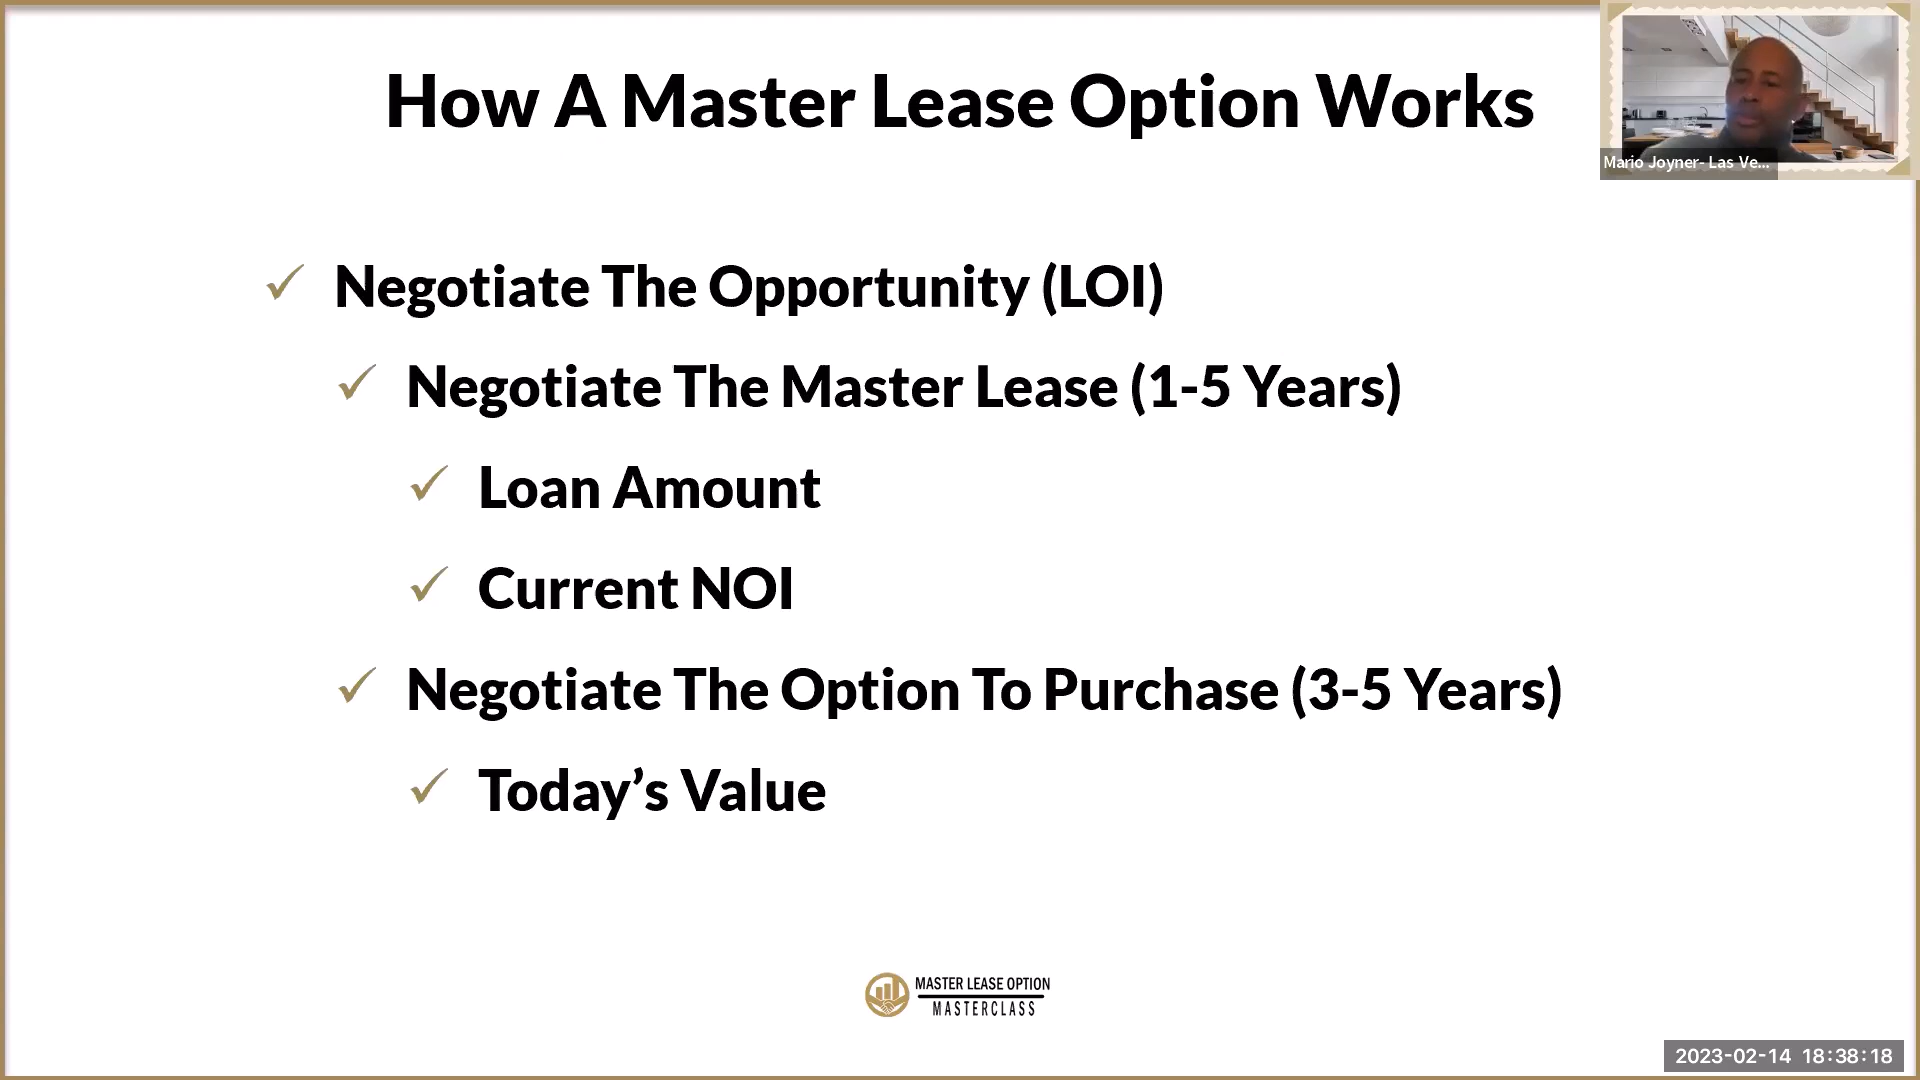 How A Master Lease Option Works
Mario Joyner- Las Ve...
Negotiate The Opportunity (LOI)
Negotiate The Master Lease (1-5 Years)
Loan Amount
Current NOI
Negotiate The Option To Purchase (3-5 Years)
Today’s Value
MASTER LEASE OPTION
MASTERCLASS
2023-02-14 18:38:18